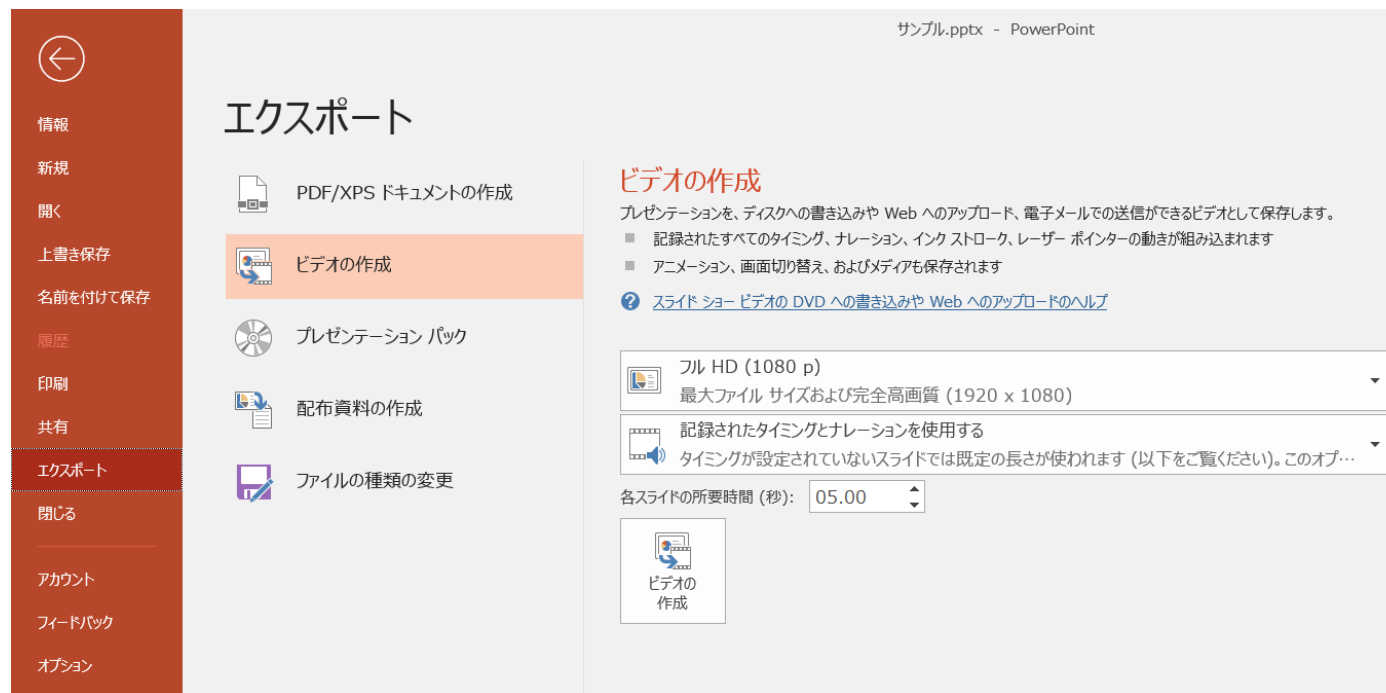 サンプル.pptx - PowerPoint
情報
新規
開く
上書き保存
名前を付けて保存
履歴
印刷
共有
エクスポート
閉じる
アカウント
フィードバック
オプション
エクスポート
PDF/XPS ドキュメントの作成
ビデオの作成
プレゼンテーション パック
配布資料の作成
ファイルの種類の変更
ビデオの作成
プレゼンテーションを、ディスクへの書き込みや Web へのアップロード、電子メールでの送信ができるビデオとして保存します。
記録されたすべてのタイミング、ナレーション、インク ストローク、レーザー ポインターの動きが組み込まれます
アニメーション、画面切り替え、およびメディアも保存されます
スライド ショー ビデオの DVD への書き込みや Web へのアップロードのヘルプ
フル HD (1080 p)
最大ファイル サイズおよび完全高画質 (1920 x 1080)
記録されたタイミングとナレーションを使用する
タイミングが設定されていないスライドでは既定の長さが使われます (以下をご覧ください)。このオプ…
各スライドの所要時間 (秒): 05.00
ビデオの
作成